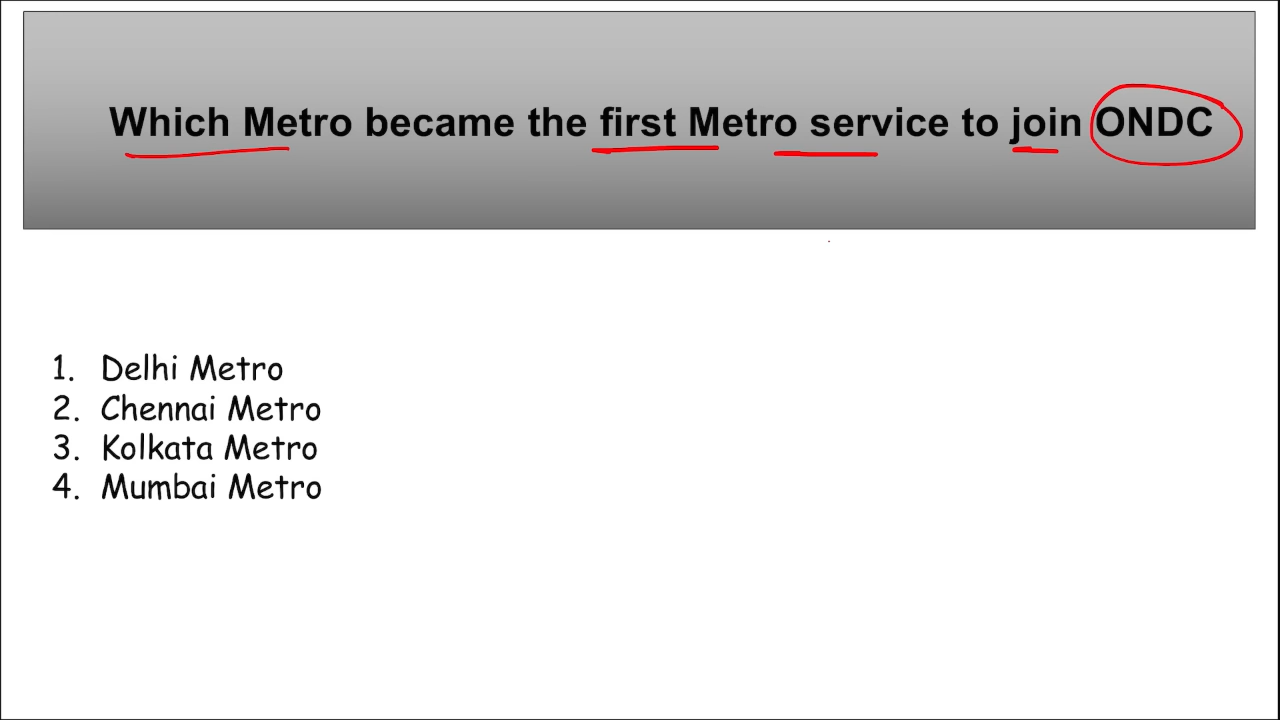 Which Metro became the first Metro service to join ONDC
1. Delhi Metro
2. Chennai Metro
3. Kolkata Metro
4. Mumbai Metro